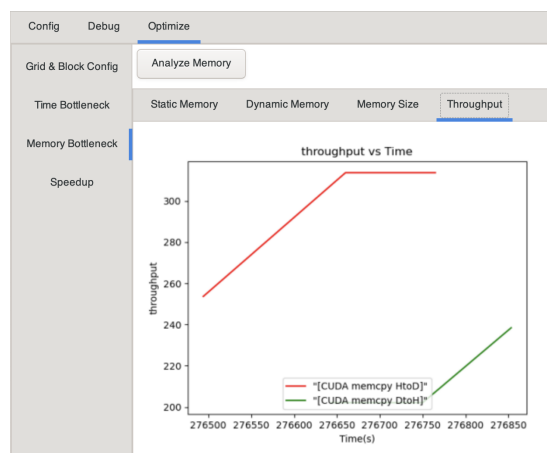 Config Debug Optimize
Grid & Block Config
Time Bottleneck
Memory Bottleneck
Speedup
Analyze Memory
Static Memory Dynamic Memory Memory Size Throughput
throughput vs Time
throughput
300
280
260
240
220
200
"[CUDA memcpy HtoD]"
"[CUDA memcpy DtoH]"
276500 276550 276600 276650 276700 276750 276800 276850
Time(s)